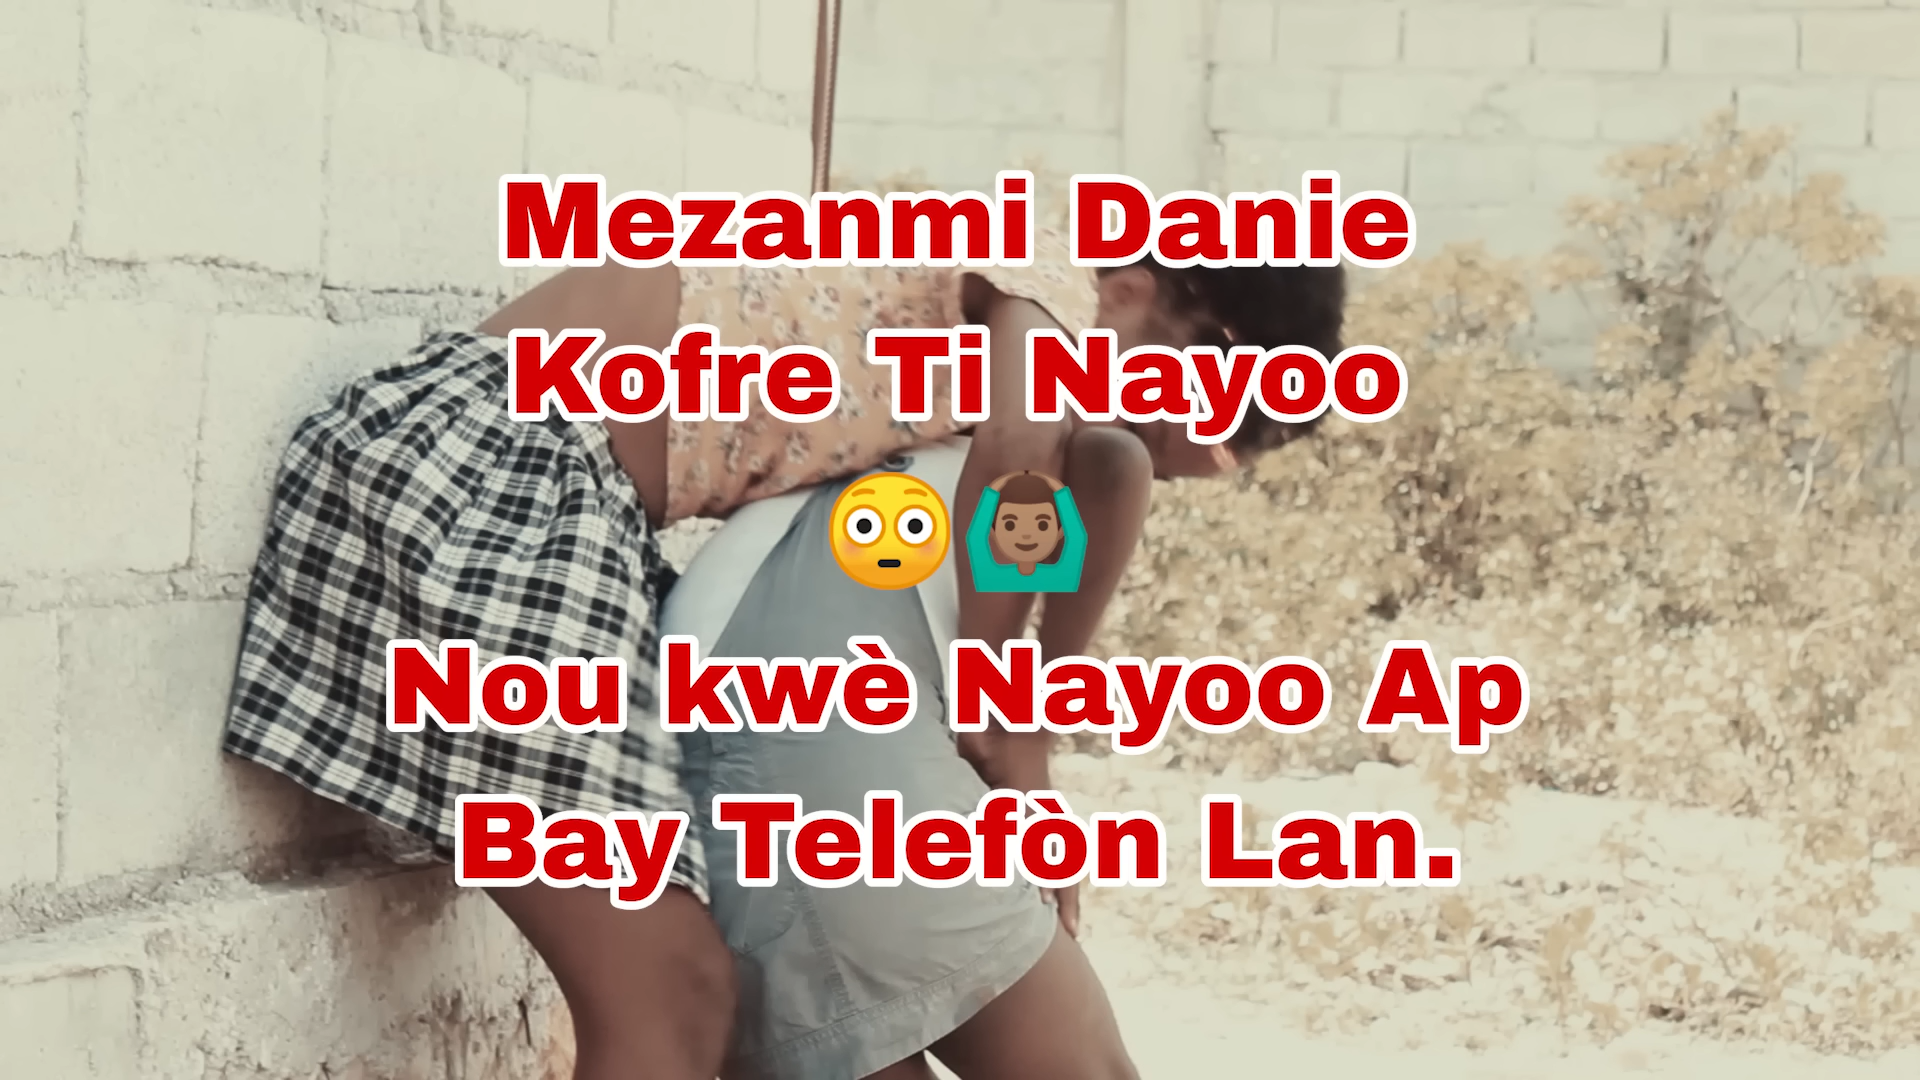 Mezanmi Danie
Kofre Ti Nayoo
😳🙆🏽‍♂️
Nou kwè Nayoo Ap
Bay Telefòn Lan.